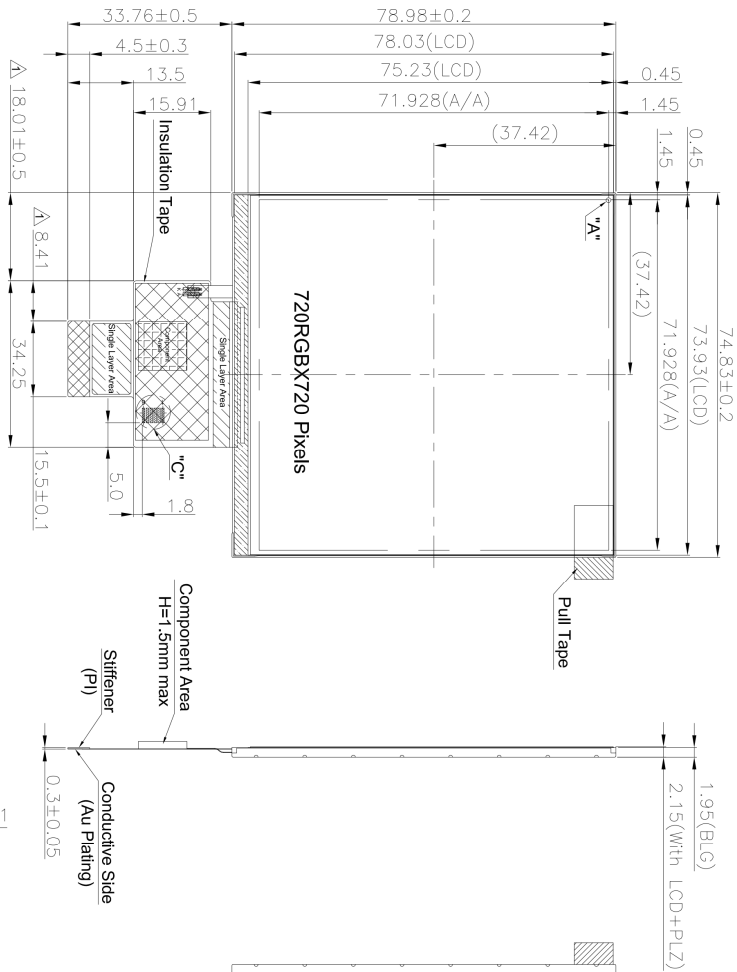 33.76±0.5
78.98±0.2
4.5±0.3
78.03(LCD)
13.5
75.23(LCD)
0.45
15.91
71.928(A/A)
1.45
(37.42)
0.45
1.45
⚠1 18.01±0.5
Insulation Tape
"A"
(37.42)
74.83±0.2
73.93(LCD)
71.928(A/A)
⚠1 8.41
34.25
15.5±0.1
Single Layer Area
Component
Area
Single Layer Area
720RGBX720 Pixels
"C"
5.0
1.8
Pull Tape
Component Area
H=1.5mm max
Stiffener
(PI)
Conductive Side
(Au Plating)
0.3±0.05
1.95(BLG)
2.15(With LCD+PLZ)
1